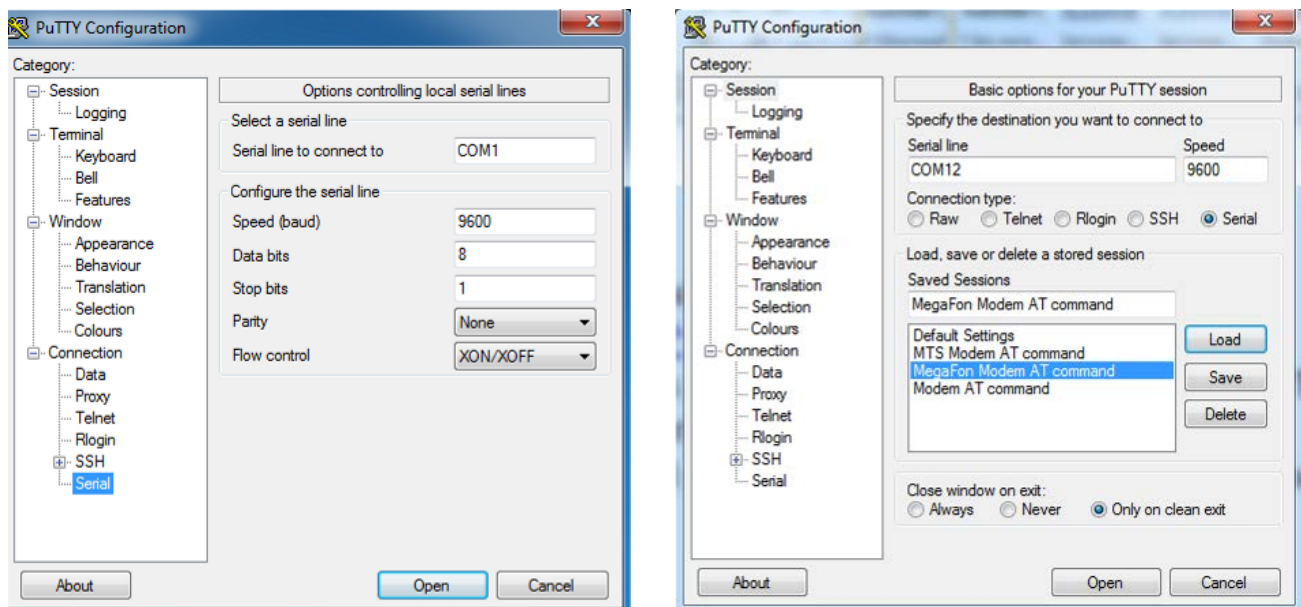 PuTTY Configuration
Category:
Session
Logging
Terminal
Keyboard
Bell
Features
Window
Appearance
Behaviour
Translation
Selection
Colours
Connection
Data
Proxy
Telnet
Rlogin
SSH
Serial
Options controlling local serial lines
Select a serial line
Serial line to connect to COM1
Configure the serial line
Speed (baud) 9600
Data bits 8
Stop bits 1
Parity None
Flow control XON/XOFF
About Open Cancel
PuTTY Configuration
Category:
Session
Logging
Terminal
Keyboard
Bell
Features
Window
Appearance
Behaviour
Translation
Selection
Colours
Connection
Data
Proxy
Telnet
Rlogin
SSH
Serial
Basic options for your PuTTY session
Specify the destination you want to connect to
Serial line Speed
COM12 9600
Connection type:
Raw Telnet Rlogin SSH Serial
Load, save or delete a stored session
Saved Sessions
MegaFon Modem AT command
Default Settings
MTS Modem AT command
MegaFon Modem AT command
Modem AT command
Load
Save
Delete
Close window on exit:
Always Never Only on clean exit
About Open Cancel